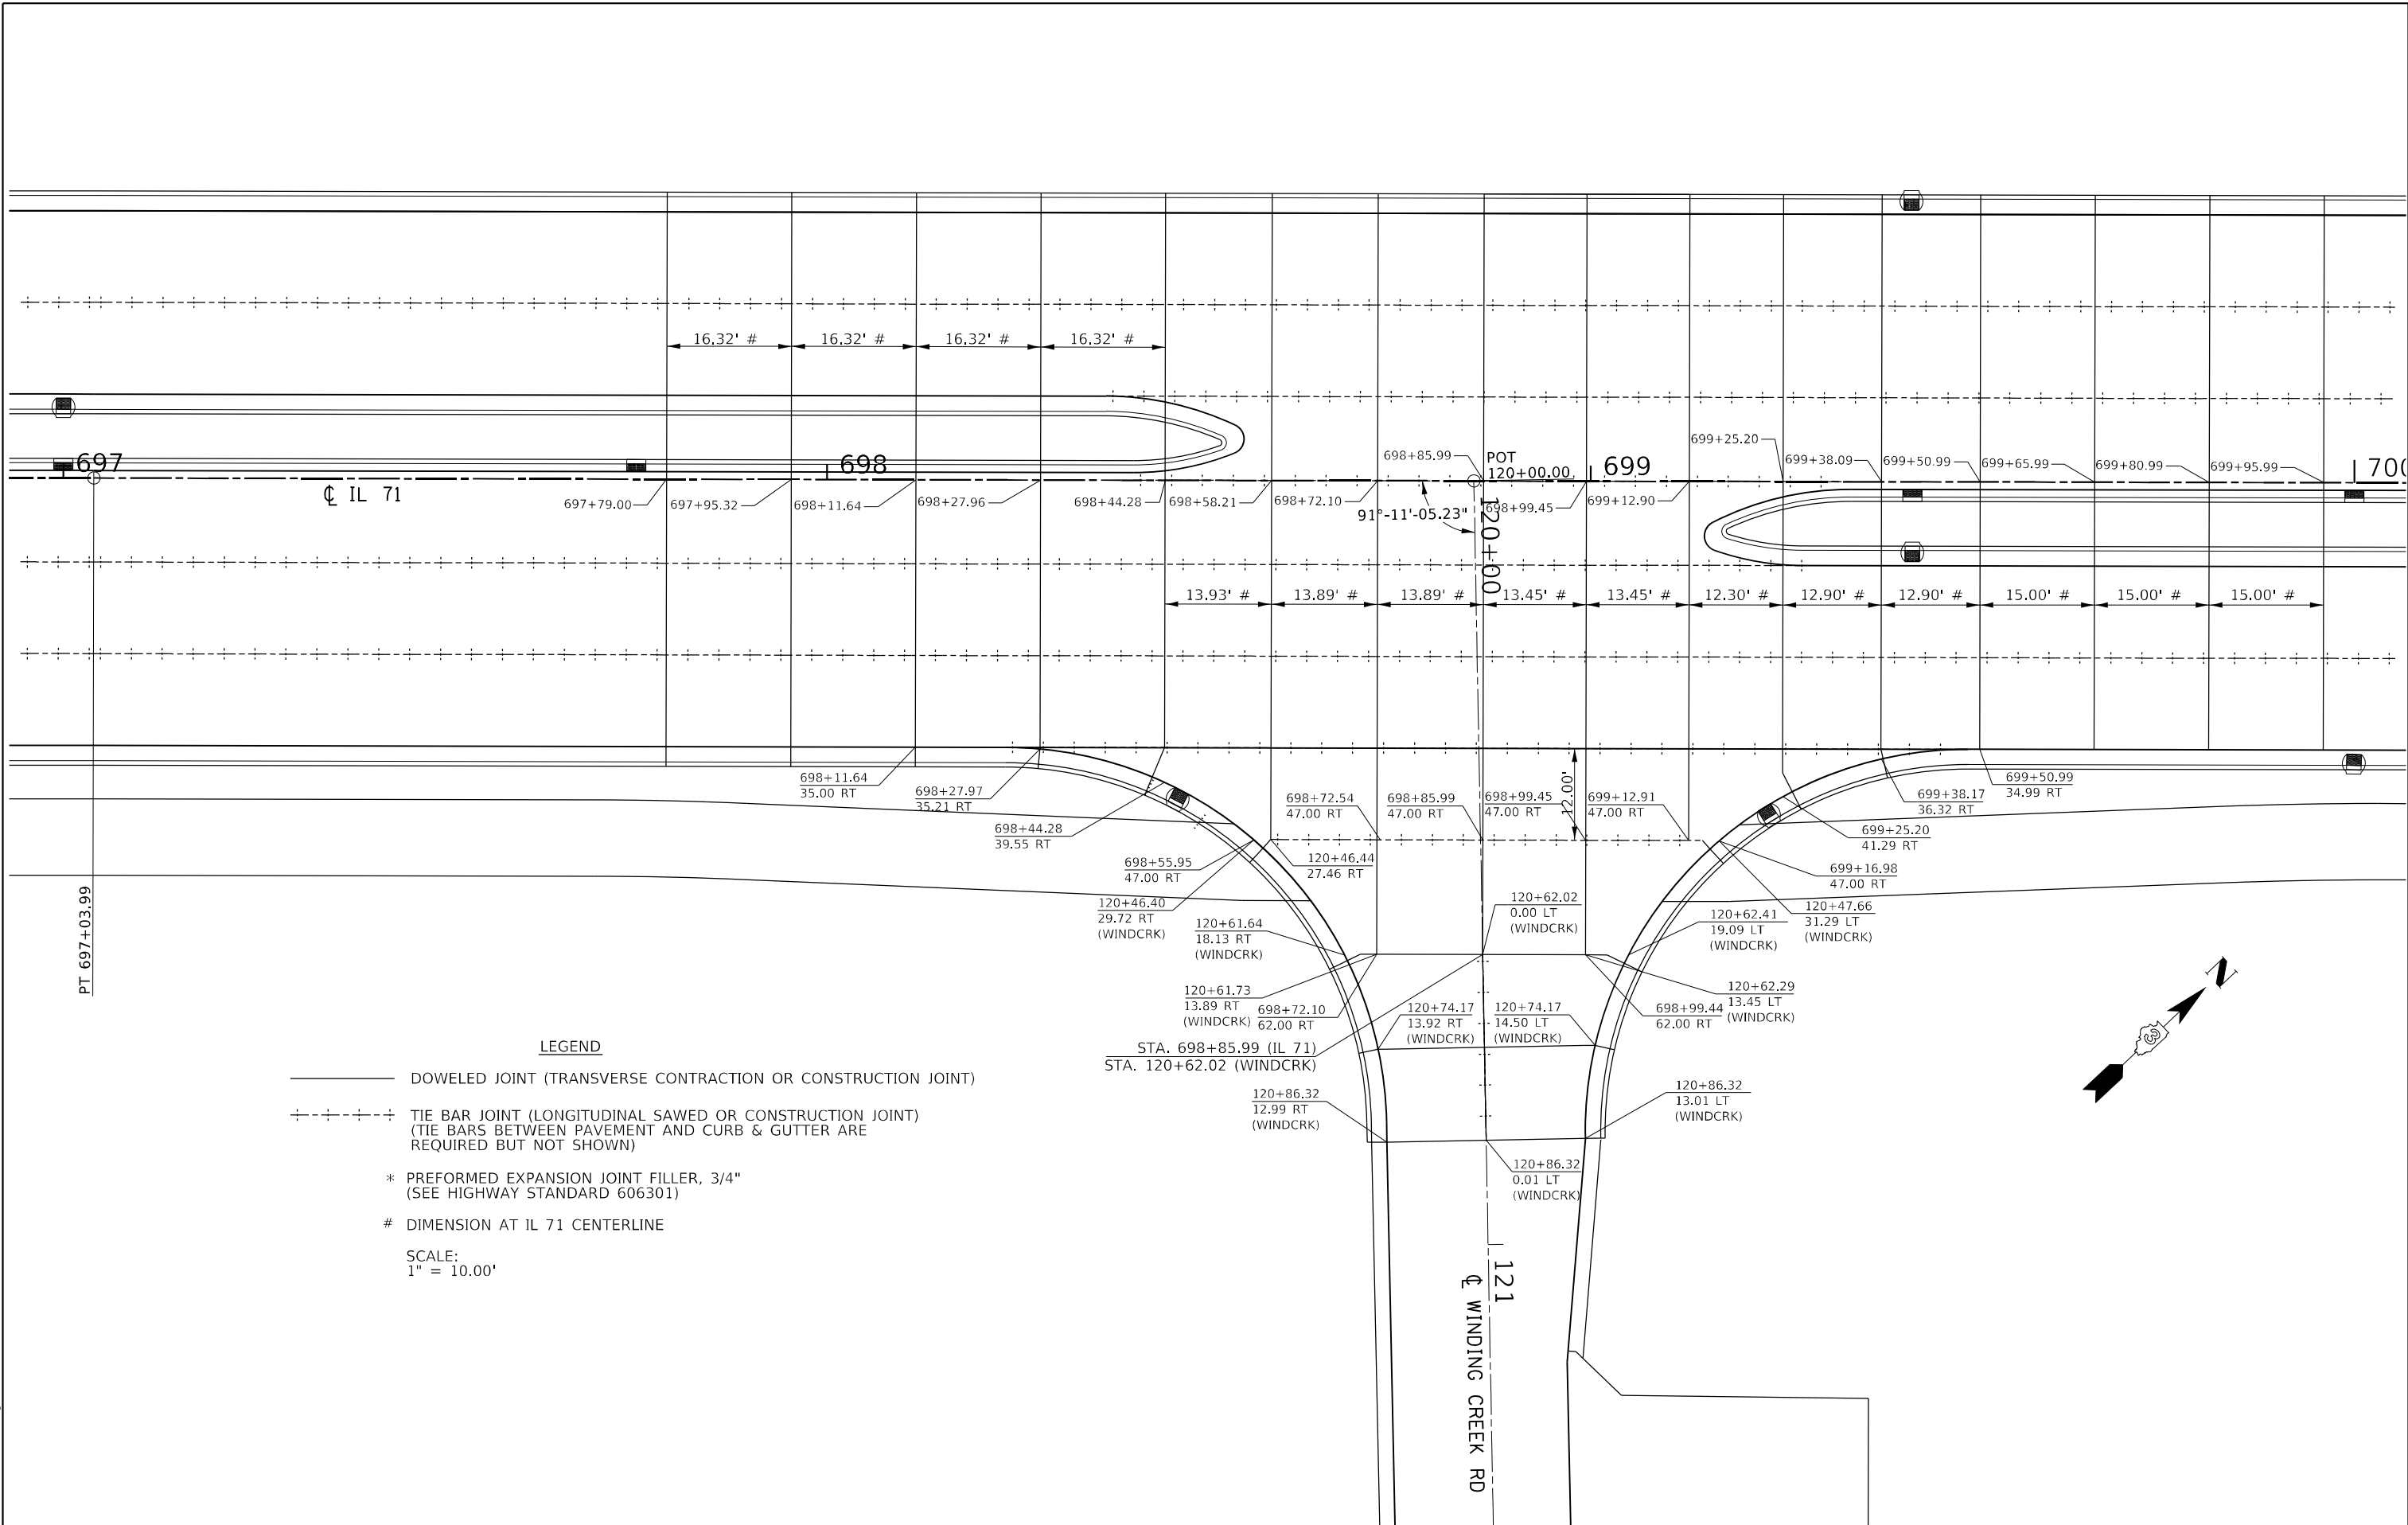 16.32' #
16.32' #
16.32' #
16.32' #
697
698
℄ IL 71
697+79.00
697+95.32
698+11.64
698+27.96
698+44.28
698+58.21
698+72.10
698+85.99
POT
120+00.00
699
698+99.45
699+12.90
699+25.20
699+38.09
699+50.99
699+65.99
699+80.99
699+95.99
700
91°-11'-05.23"
120+00
13.93' #
13.89' #
13.89' #
13.45' #
13.45' #
12.30' #
12.90' #
12.90' #
15.00' #
15.00' #
15.00' #
698+11.64
35.00 RT
698+27.97
35.21 RT
698+44.28
39.55 RT
698+55.95
47.00 RT
120+46.40
29.72 RT
(WINDCRK)
120+46.44
27.46 RT
698+72.54
47.00 RT
698+85.99
47.00 RT
698+99.45
47.00 RT
699+12.91
47.00 RT
12.00'
699+50.99
34.99 RT
699+38.17
36.32 RT
699+25.20
41.29 RT
699+16.98
47.00 RT
120+47.66
31.29 LT
(WINDCRK)
120+62.41
19.09 LT
(WINDCRK)
120+62.02
0.00 LT
(WINDCRK)
120+61.64
18.13 RT
(WINDCRK)
120+61.73
13.89 RT
(WINDCRK)
698+72.10
62.00 RT
120+74.17
13.92 RT
(WINDCRK)
120+74.17
14.50 LT
(WINDCRK)
120+62.29
13.45 LT
(WINDCRK)
698+99.44
62.00 RT
STA. 698+85.99 (IL 71)
STA. 120+62.02 (WINDCRK)
120+86.32
12.99 RT
(WINDCRK)
120+86.32
13.01 LT
(WINDCRK)
120+86.32
0.01 LT
(WINDCRK)
121
℄ WINDING CREEK RD
PT 697+03.99
N
3
LEGEND
DOWELED JOINT (TRANSVERSE CONTRACTION OR CONSTRUCTION JOINT)
TIE BAR JOINT (LONGITUDINAL SAWED OR CONSTRUCTION JOINT)
(TIE BARS BETWEEN PAVEMENT AND CURB & GUTTER ARE
REQUIRED BUT NOT SHOWN)
* PREFORMED EXPANSION JOINT FILLER, 3/4"
(SEE HIGHWAY STANDARD 606301)
# DIMENSION AT IL 71 CENTERLINE
SCALE:
1" = 10.00'